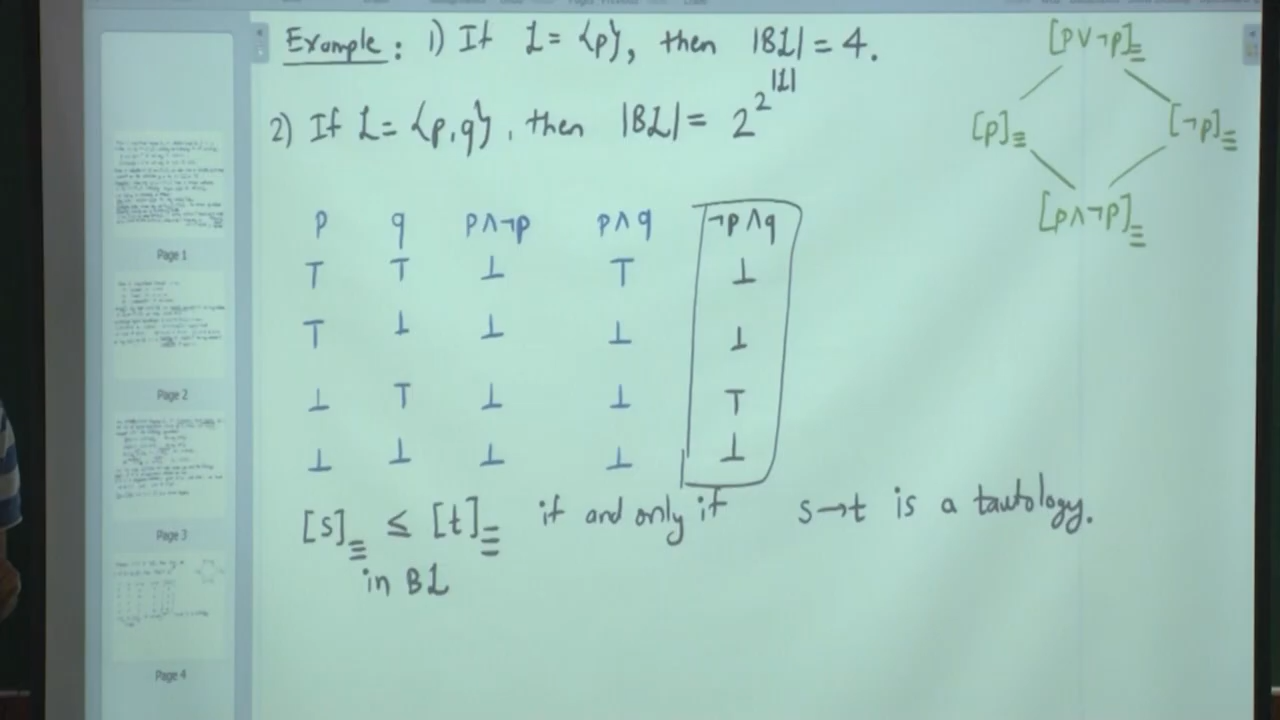 Example : 1) If L = {p}, then |BL| = 4.
[p∨¬p]≡
[p]≡ [¬p]≡
[p∧¬p]≡
2) If L = {p, q}, then |BL| = 2^2^|L|
p q p∧¬p p∧q ¬p∧q
T T ⊥ T ⊥
T ⊥ ⊥ ⊥ ⊥
⊥ T ⊥ ⊥ T
⊥ ⊥ ⊥ ⊥ ⊥
[s]≡ ≤ [t]≡ if and only if s→t is a tautology.
in BL
Page 1
Page 2
Page 3
Page 4